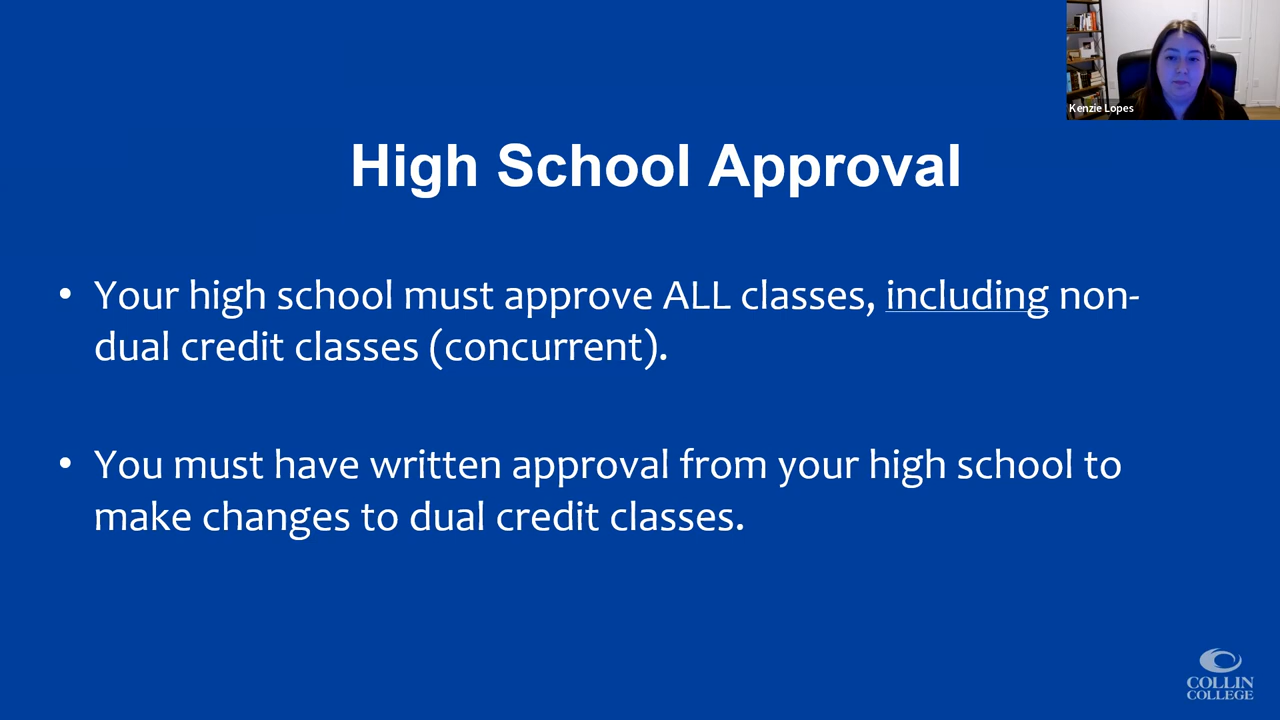 Kenzie Lopes
High School Approval
• Your high school must approve ALL classes, including non-
dual credit classes (concurrent).
• You must have written approval from your high school to
make changes to dual credit classes.
COLLIN
COLLEGE